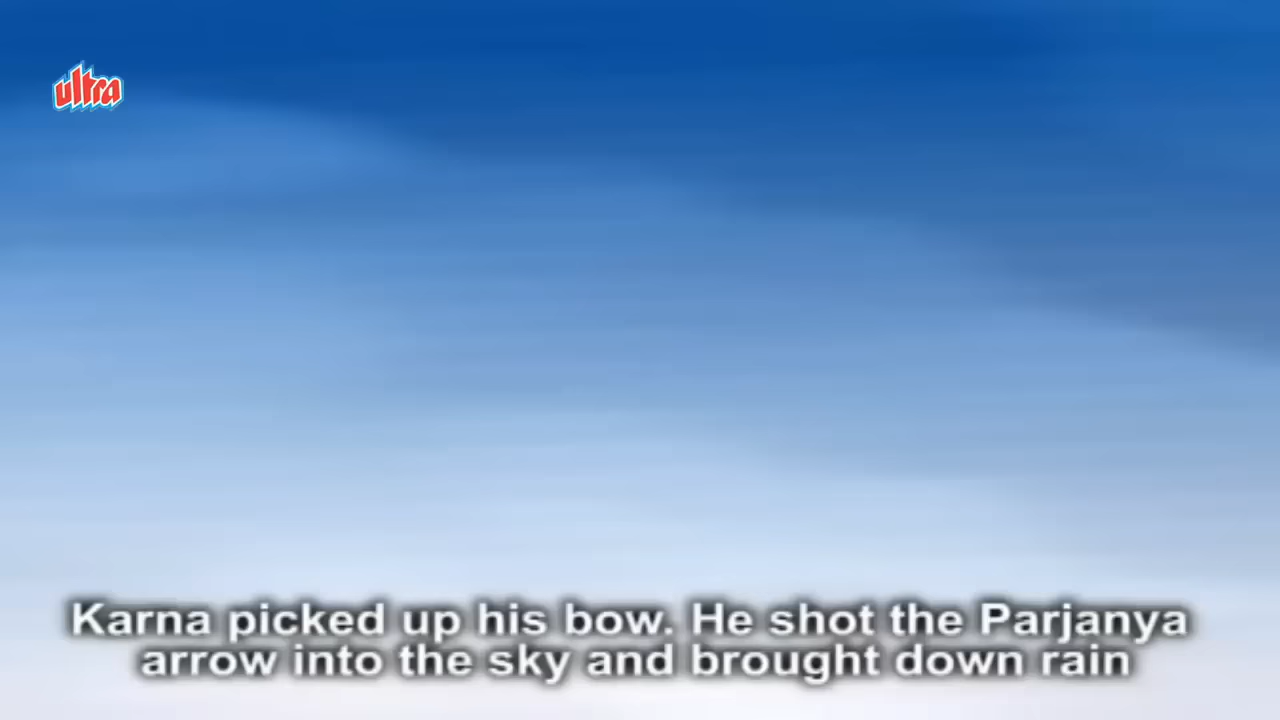 ultra
Karna picked up his bow. He shot the Parjanya
arrow into the sky and brought down rain